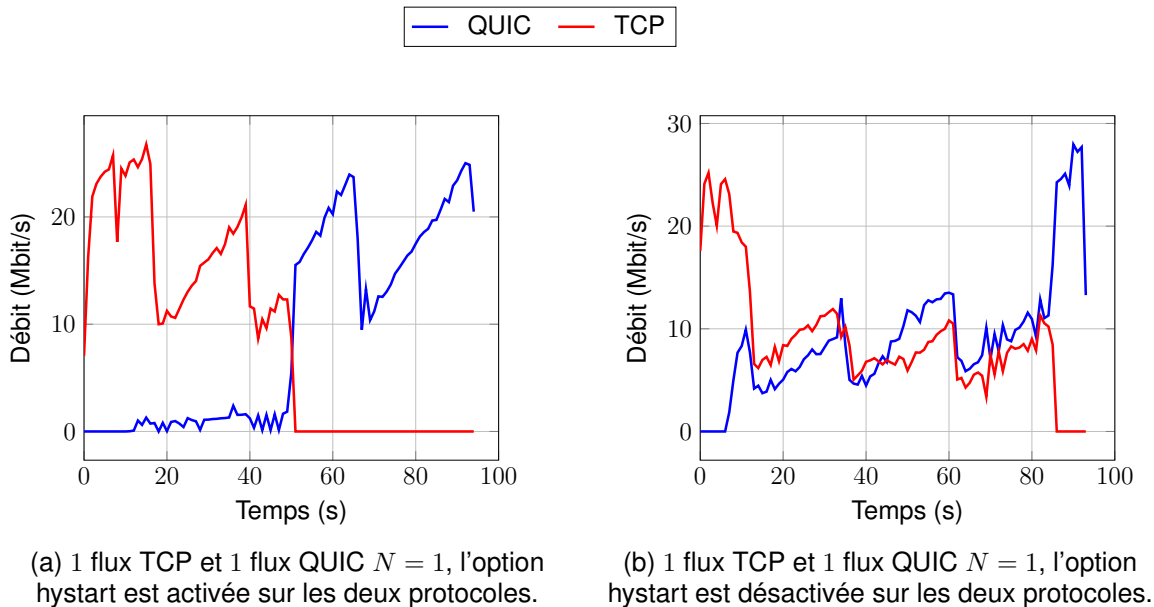 QUIC TCP
0 20 40 60 80 100
0
10
20
Temps (s)
Débit (Mbit/s)
(a) 1 flux TCP et 1 flux QUIC N = 1, l'option
hystart est activée sur les deux protocoles.
0 20 40 60 80 100
0
10
20
30
Temps (s)
Débit (Mbit/s)
(b) 1 flux TCP et 1 flux QUIC N = 1, l'option
hystart est désactivée sur les deux protocoles.